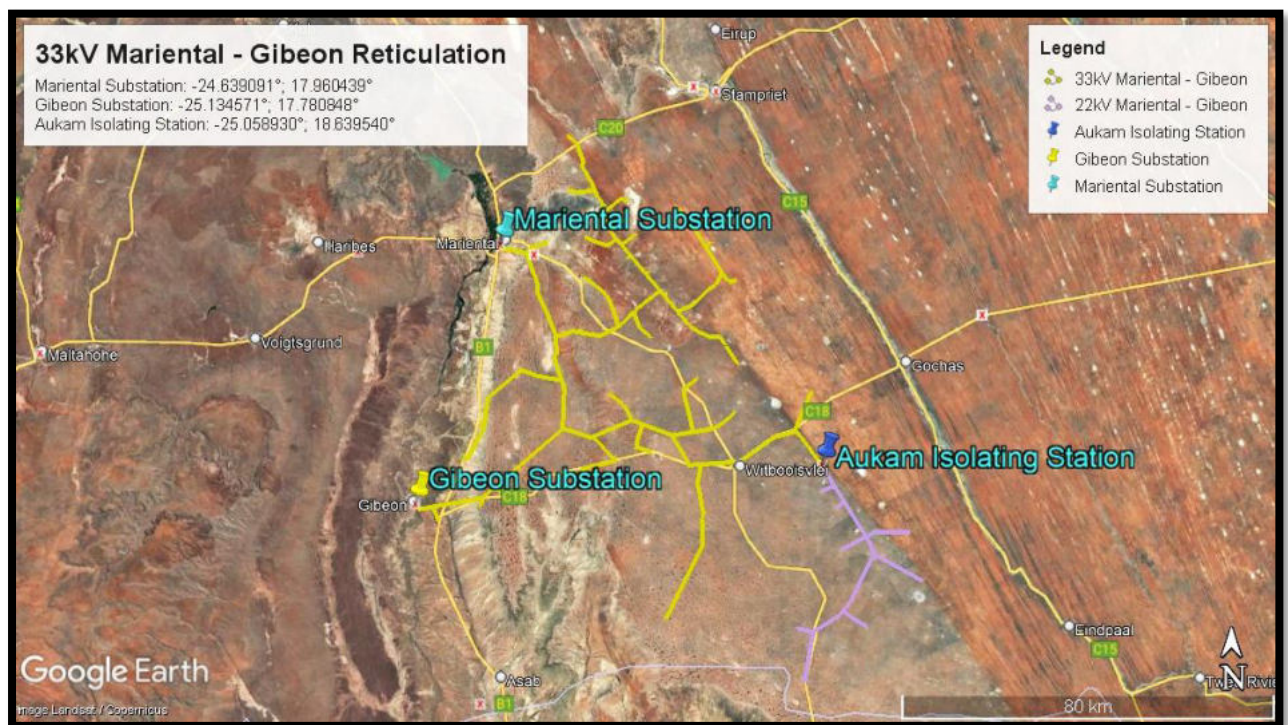 33kV Mariental - Gibeon Reticulation
Mariental Substation: -24.639091°; 17.960439°
Gibeon Substation: -25.134571°; 17.780848°
Aukam Isolating Station: -25.058930°; 18.639540°
Legend
33kV Mariental - Gibeon
22kV Mariental - Gibeon
Aukam Isolating Station
Gibeon Substation
Mariental Substation
Eirup
Stampriet
C20
C15
Mariental Substation
Mariental
Haribes
Voigtsgrund
Maltahöhe
B1
Gochas
C18
Aukam Isolating Station
Witbooisvlei
Gibeon Substation
Gibeon
C18
Eindpaal
C15
Asab
B1
N
80 km
Google Earth
Image Landsat / Copernicus